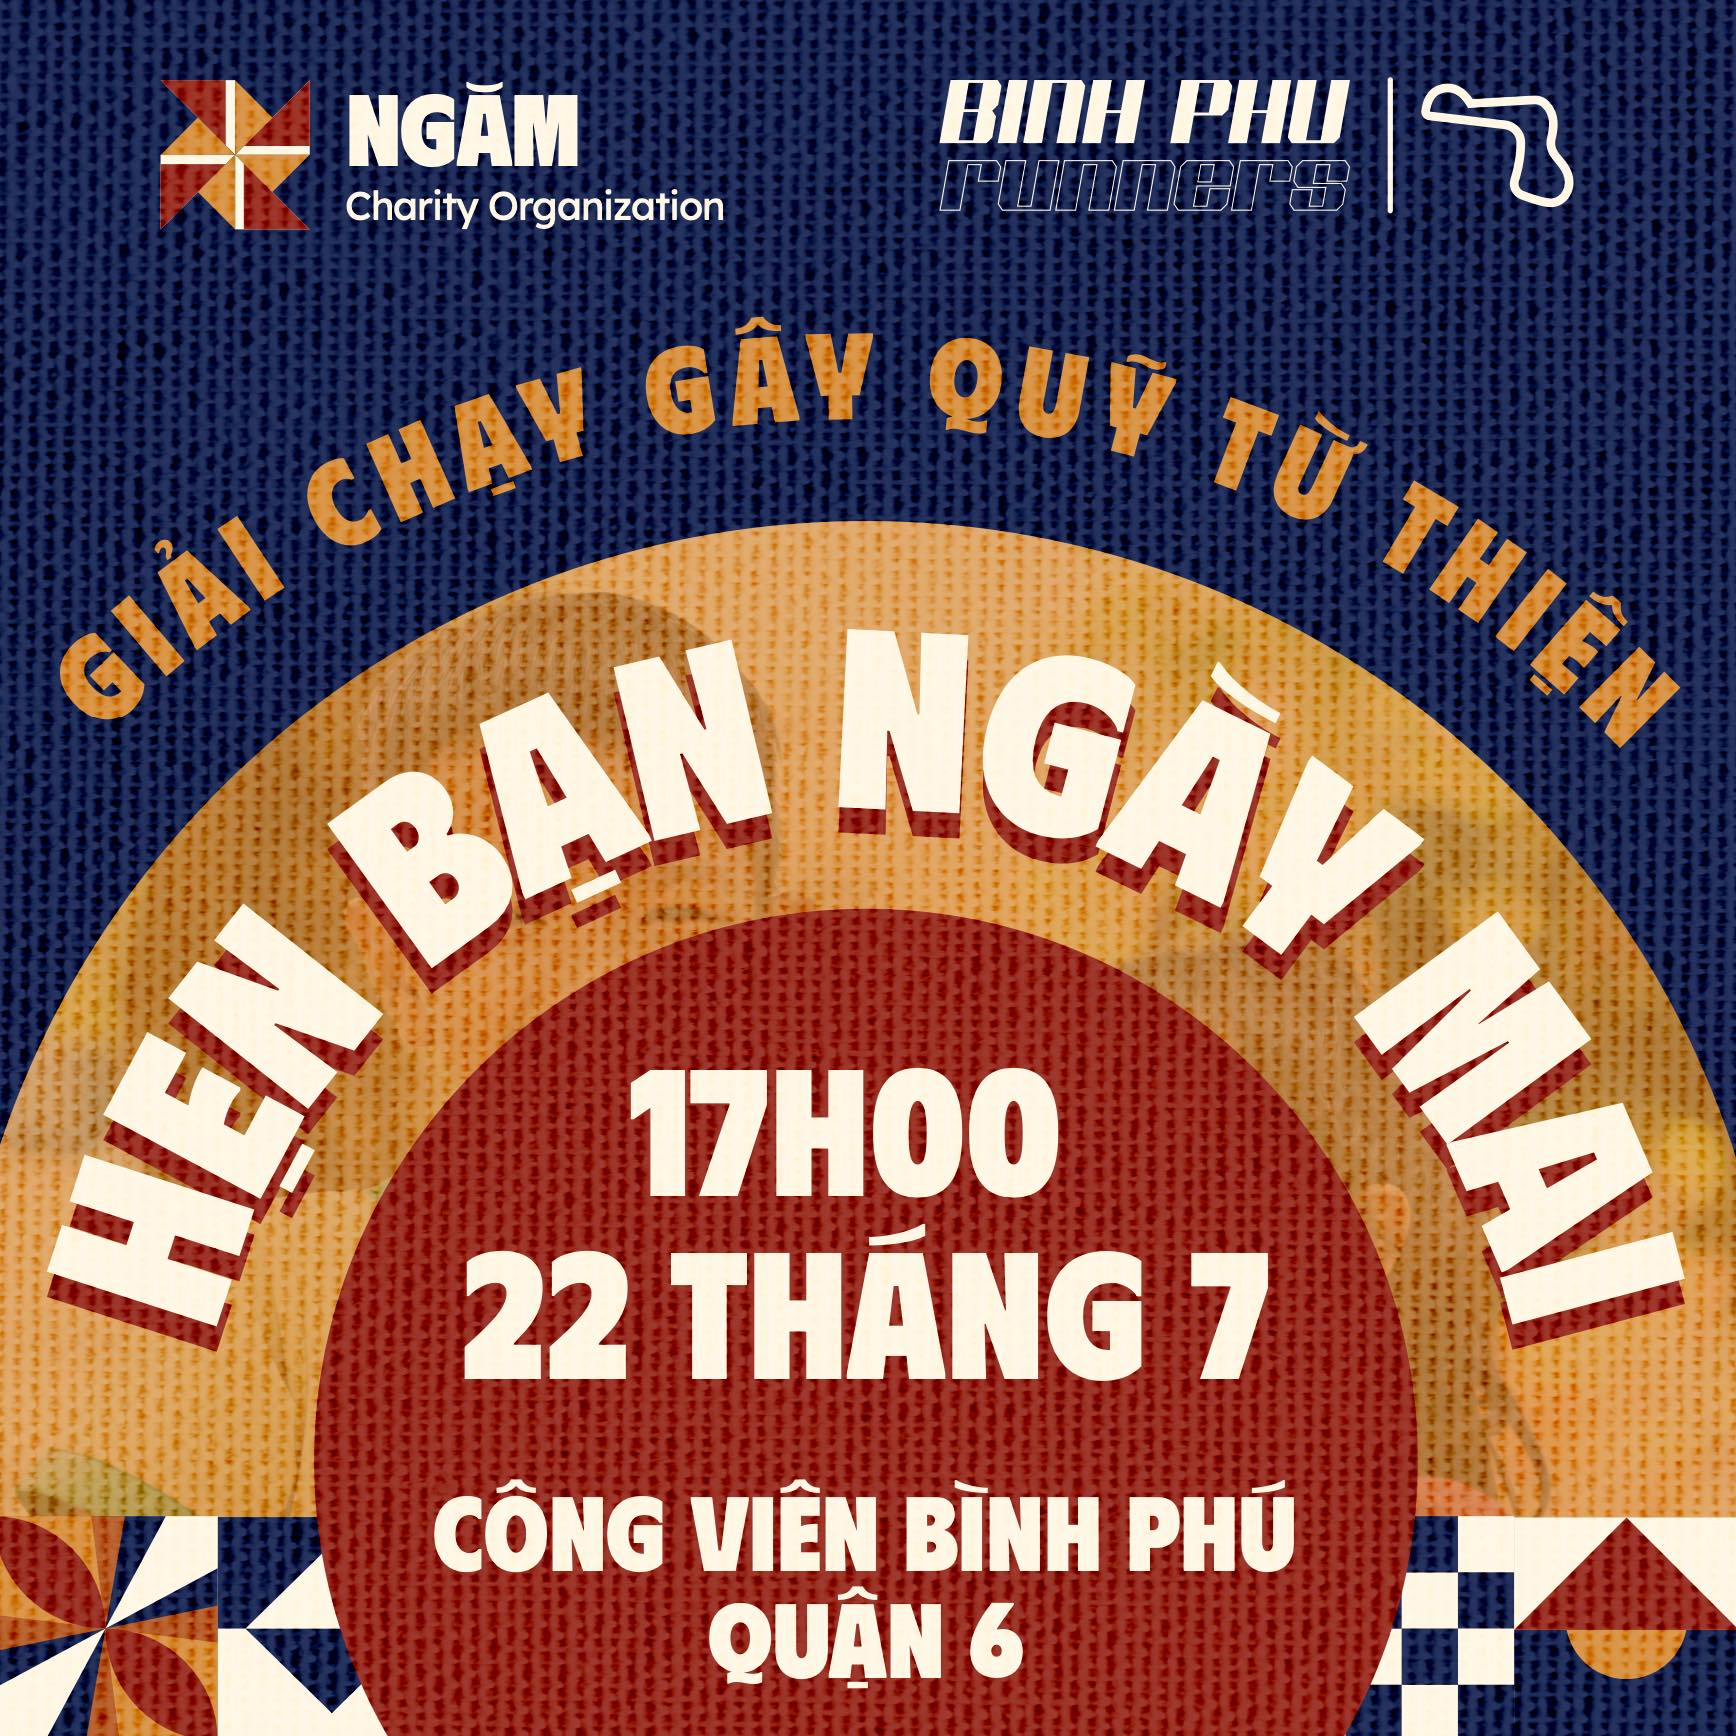 NGĂM
Charity Organization
BINH PHU
runners
GIẢI CHẠY GÂY QUỸ TỪ THIỆN
HẸN BẠN NGÀY MAI
17H00
22 THÁNG 7
CÔNG VIÊN BÌNH PHÚ
QUẬN 6